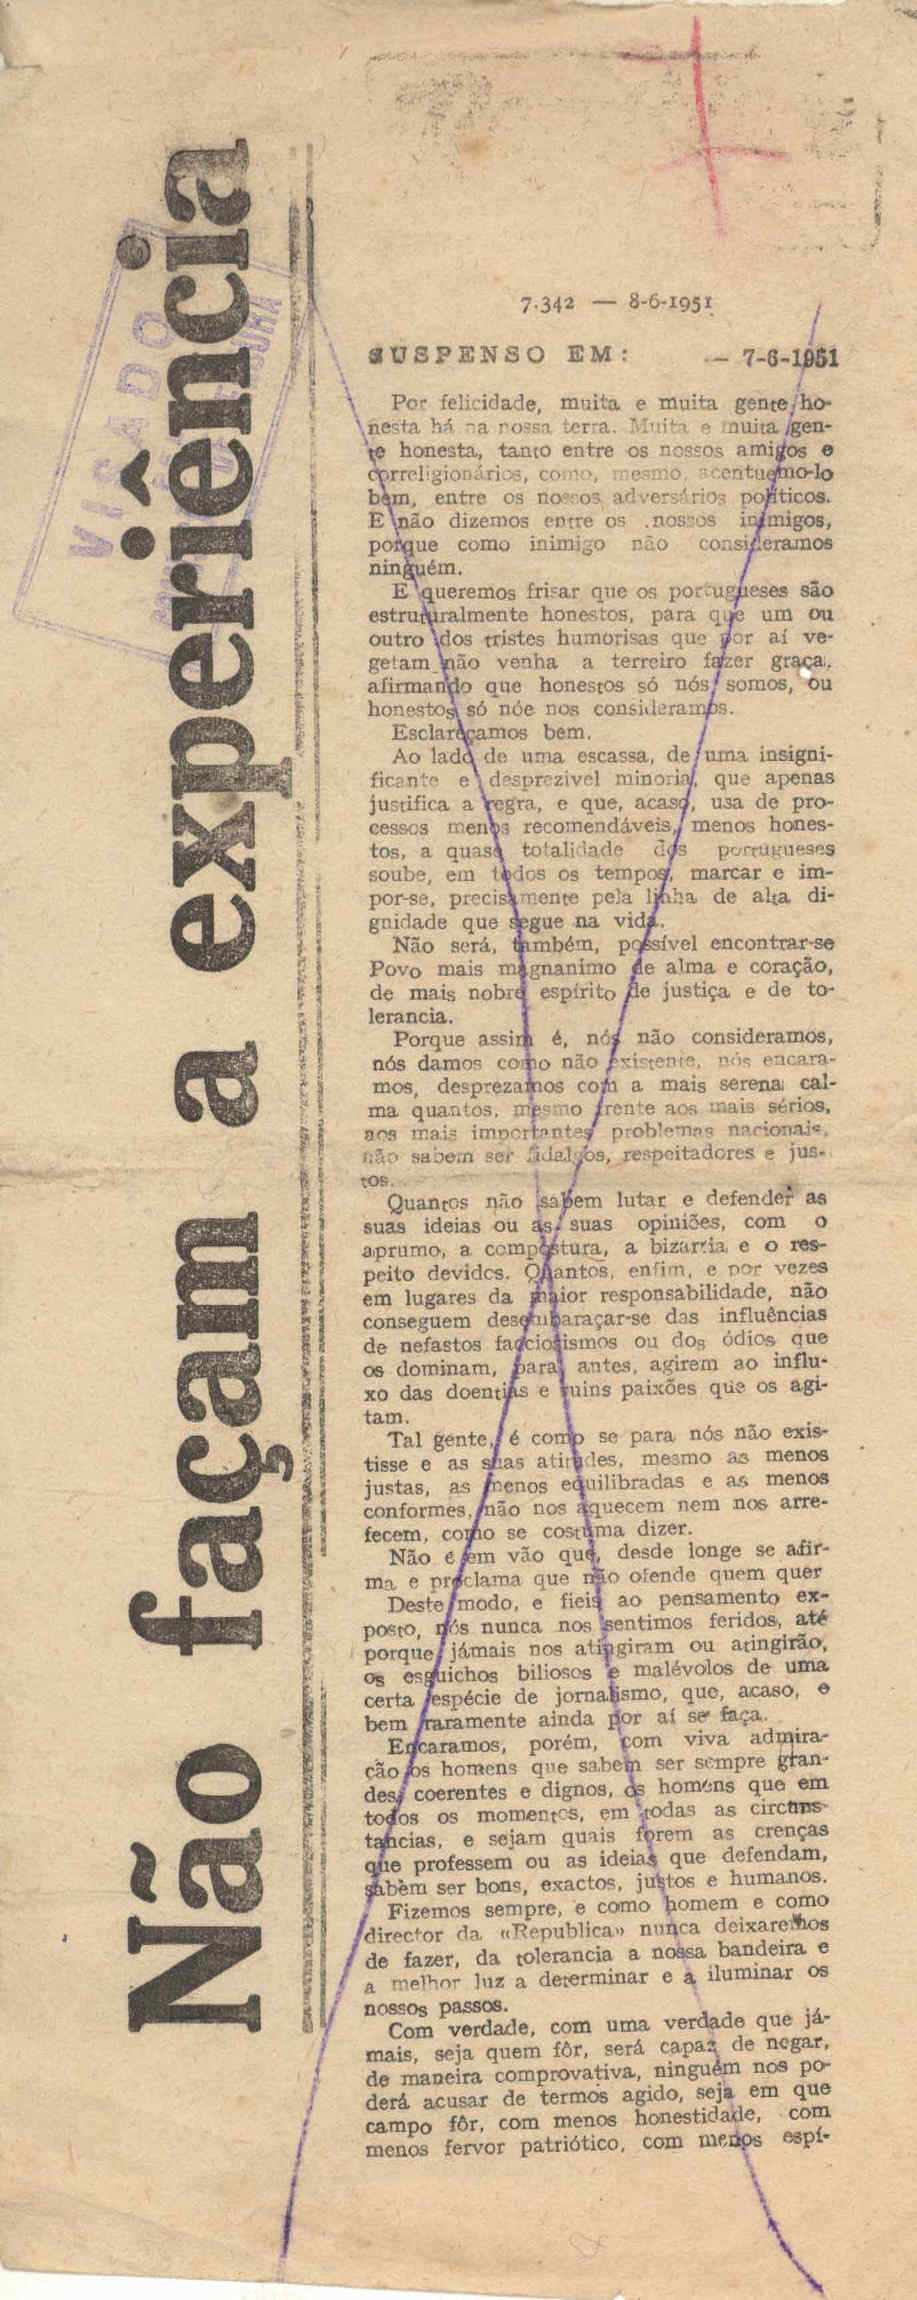 Não façam a experiência
VISADO
7.342 — 8-6-1951
SUSPENSO EM: — 7-6-1951
Por felicidade, muita e muita gente ho-
nesta há na nossa terra. Muita e muita gen-
te honesta, tanto entre os nossos amigos e
correligionários, como, mesmo, acentuemo-lo
bem, entre os nossos adversários políticos.
E não dizemos entre os .nossos inimigos,
porque como inimigo não consideramos
ninguém.
E queremos frisar que os portugueses são
estruturalmente honestos, para que um ou
outro dos tristes humorisas que por aí ve-
getam não venha a terreiro fazer graça,
afirmando que honestos só nós somos, ou
honestos só nóe nos consideramos.
Esclareçamos bem.
Ao lado de uma escassa, de uma insigni-
ficante e desprezivel minoria, que apenas
justifica a regra, e que, acaso, usa de pro-
cessos menos recomendáveis, menos hones-
tos, a quase totalidade dos portugueses
soube, em todos os tempos, marcar e im-
por-se, precisamente pela linha de alta di-
gnidade que segue na vida.
Não será, também, possível encontrar-se
Povo mais magnanimo de alma e coração,
de mais nobre espírito de justiça e de to-
lerancia.
Porque assim é, nós não consideramos,
nós damos como não existente, nós encara-
mos, desprezamos com a mais serena cal-
ma quantos, mesmo frente aos mais sérios,
aos mais importantes problemas nacionais,
não sabem ser fidalgos, respeitadores e jus-
tos.
Quantos não sabem lutar e defender as
suas ideias ou as suas opiniões, com o
aprumo, a compostura, a bizarria e o res-
peito devidos. Quantos, enfim, e por vezes
em lugares da maior responsabilidade, não
conseguem desembaraçar-se das influências
de nefastos facciosismos ou dos ódios que
os dominam, para antes, agirem ao influ-
xo das doentias e ruins paixões que os agi-
tam.
Tal gente, é como se para nós não exis-
tisse e as suas atitudes, mesmo as menos
justas, as menos equilibradas e as menos
conformes, não nos aquecem nem nos arre-
fecem, como se costuma dizer.
Não é em vão que, desde longe se afir-
ma e proclama que não ofende quem quer
Deste modo, e fieis ao pensamento ex-
posto, nós nunca nos sentimos feridos, até
porque jámais nos atingiram ou atingirão,
os esguichos biliosos e malévolos de uma
certa espécie de jornalismo, que, acaso, e
bem raramente ainda por aí se faça.
Encaramos, porém, com viva admira-
ção os homens que sabem ser sempre gran-
des, coerentes e dignos, os homens que em
todos os momentos, em todas as circuns-
tancias, e sejam quais forem as crenças
que professem ou as ideias que defendam,
sabem ser bons, exactos, justos e humanos.
Fizemos sempre, e como homem e como
director da «Republica» nunca deixaremos
de fazer, da tolerancia a nossa bandeira e
a melhor luz a determinar e a iluminar os
nossos passos.
Com verdade, com uma verdade que já-
mais, seja quem fôr, será capaz de negar,
de maneira comprovativa, ninguém nos po-
derá acusar de termos agido, seja em que
campo fôr, com menos honestidade, com
menos fervor patriótico, com menos espí-